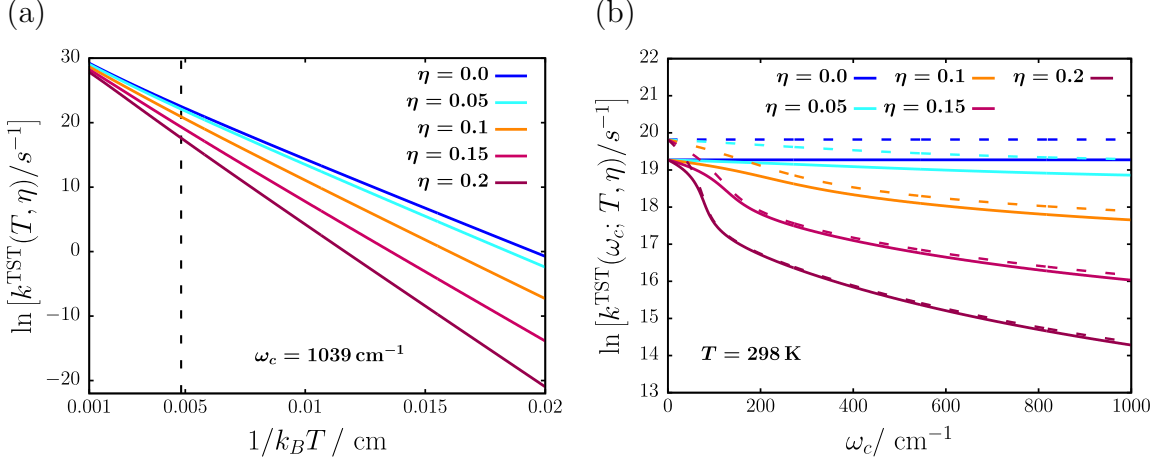 (a)
30
20
10
0
−10
−20
0.001
0.005
0.01
0.015
0.02
ln [k^TST(T, η)/s⁻¹]
1/k_BT / cm
η = 0.0
η = 0.05
η = 0.1
η = 0.15
η = 0.2
ω_c = 1039 cm⁻¹
(b)
22
21
20
19
18
17
16
15
14
13
0
200
400
600
800
1000
ln [k^TST(ω_c; T, η)/s⁻¹]
ω_c/ cm⁻¹
η = 0.0 η = 0.1 η = 0.2
η = 0.05 η = 0.15
T = 298 K